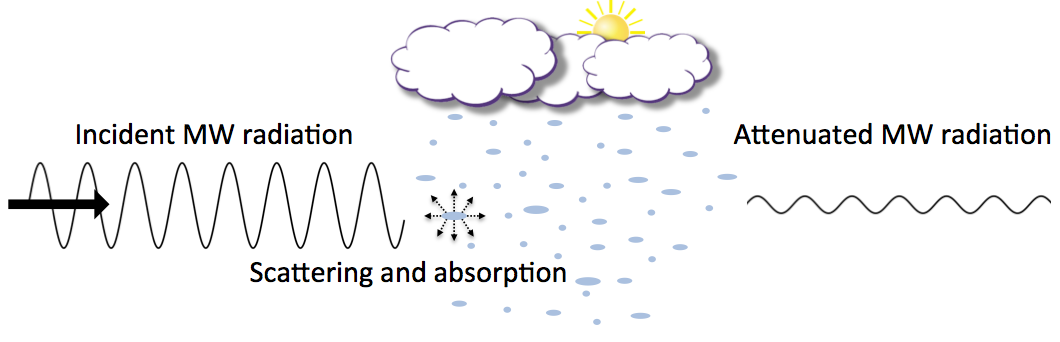 Incident MW radiation
Attenuated MW radiation
Scattering and absorption